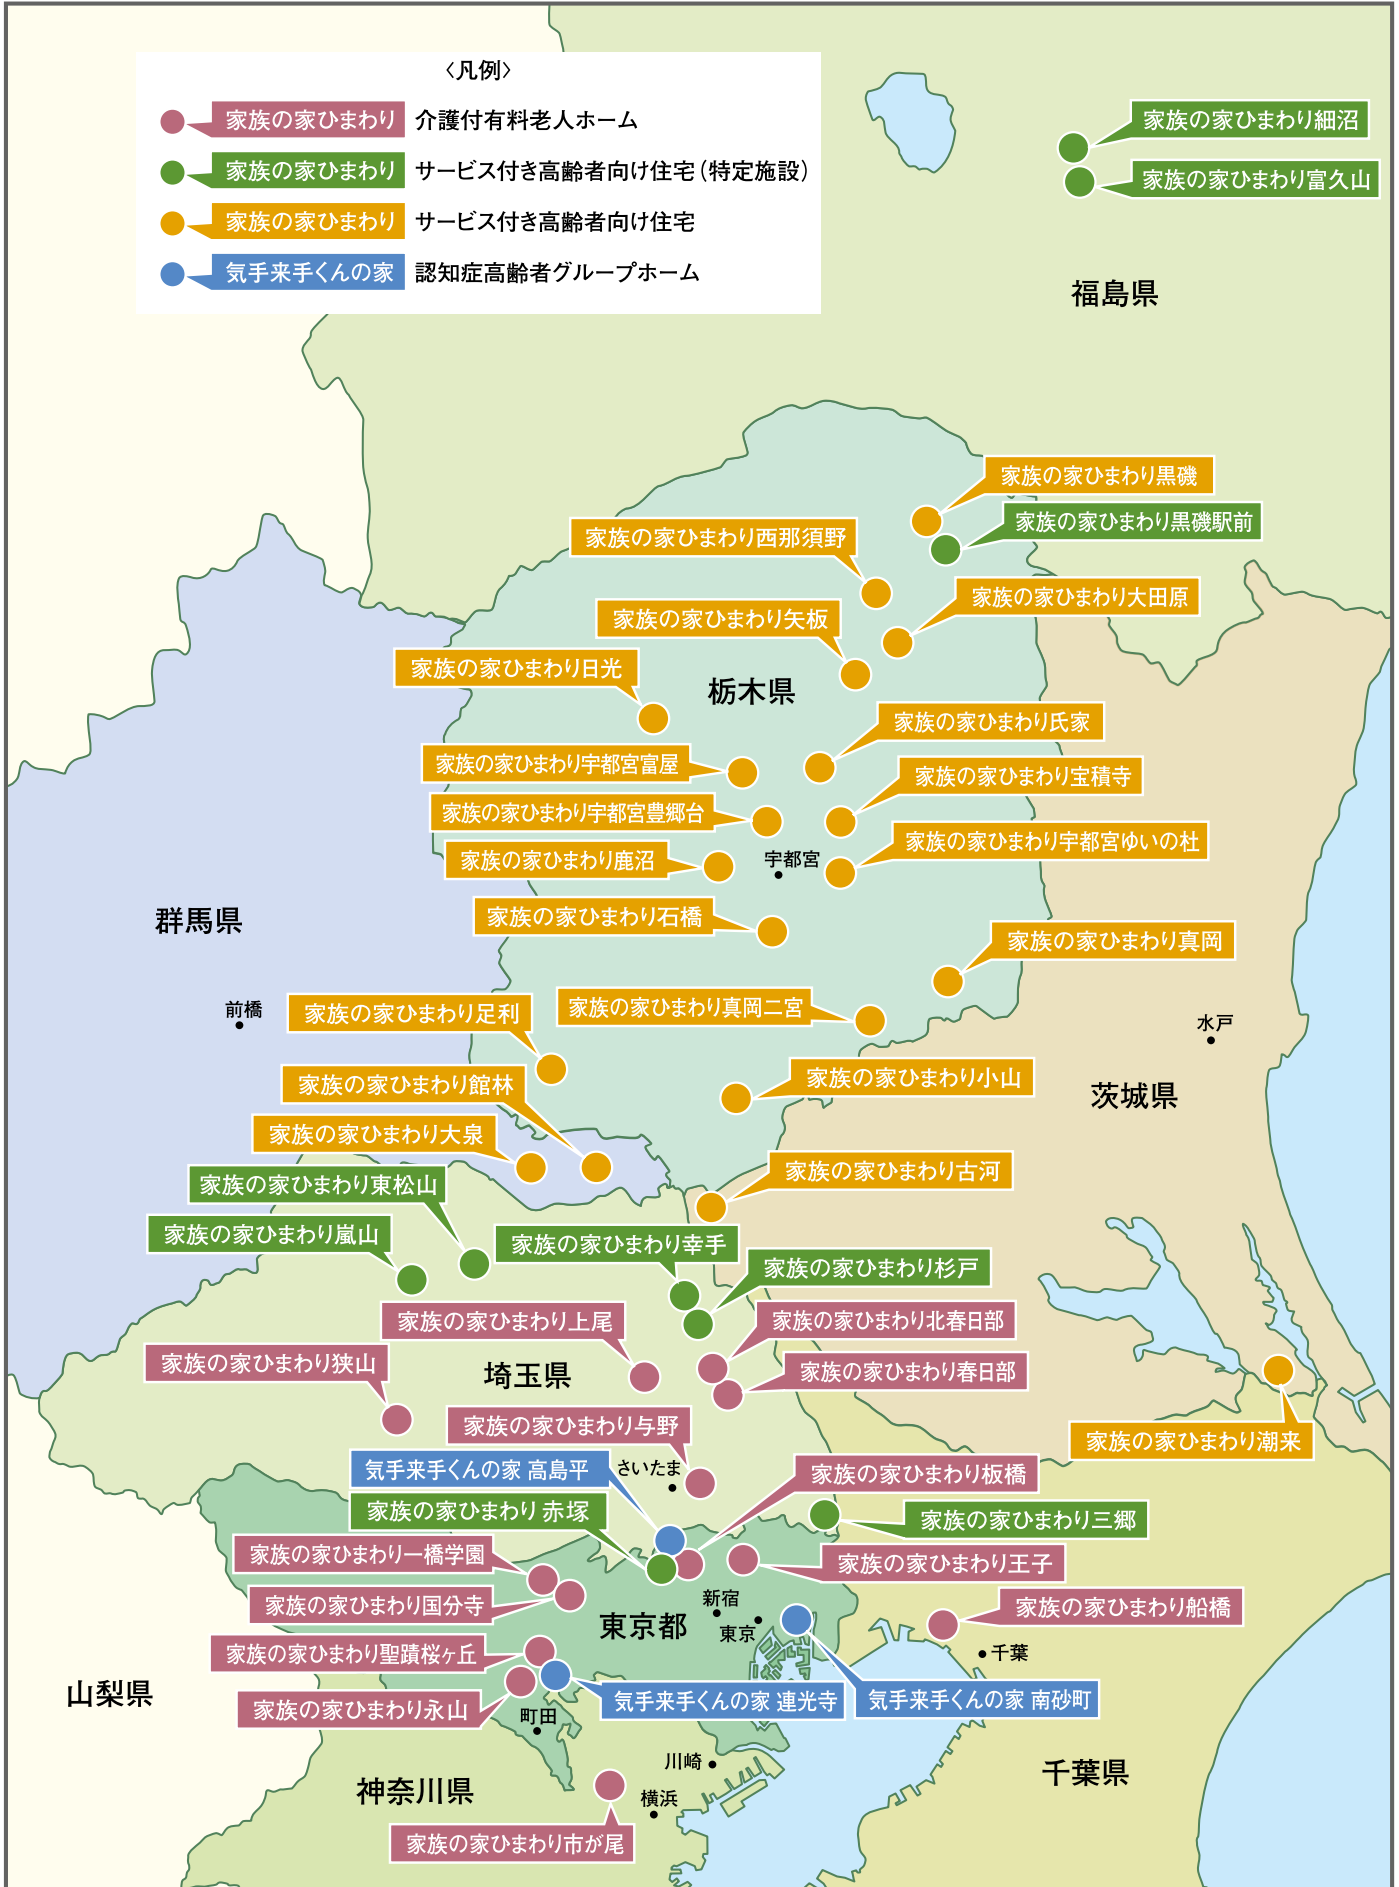 〈凡例〉
家族の家ひまわり 介護付有料老人ホーム
家族の家ひまわり サービス付き高齢者向け住宅（特定施設）
家族の家ひまわり サービス付き高齢者向け住宅
気手来手くんの家 認知症高齢者グループホーム
家族の家ひまわり細沼
家族の家ひまわり富久山
福島県
家族の家ひまわり黒磯
家族の家ひまわり黒磯駅前
家族の家ひまわり西那須野
家族の家ひまわり大田原
家族の家ひまわり矢板
家族の家ひまわり日光
栃木県
家族の家ひまわり氏家
家族の家ひまわり宇都宮富屋
家族の家ひまわり宝積寺
家族の家ひまわり宇都宮豊郷台
家族の家ひまわり宇都宮ゆいの杜
家族の家ひまわり鹿沼
宇都宮
家族の家ひまわり石橋
群馬県
家族の家ひまわり真岡
前橋
家族の家ひまわり足利
家族の家ひまわり真岡二宮
水戸
家族の家ひまわり館林
家族の家ひまわり小山
茨城県
家族の家ひまわり大泉
家族の家ひまわり古河
家族の家ひまわり東松山
家族の家ひまわり嵐山
家族の家ひまわり幸手
家族の家ひまわり杉戸
家族の家ひまわり上尾
家族の家ひまわり北春日部
家族の家ひまわり狭山
埼玉県
家族の家ひまわり春日部
家族の家ひまわり与野
家族の家ひまわり潮来
気手来手くんの家 高島平
さいたま
家族の家ひまわり板橋
家族の家ひまわり 赤塚
家族の家ひまわり三郷
家族の家ひまわり一橋学園
家族の家ひまわり王子
家族の家ひまわり国分寺
新宿
東京都
東京
家族の家ひまわり船橋
家族の家ひまわり聖蹟桜ヶ丘
千葉
山梨県
家族の家ひまわり永山
気手来手くんの家 連光寺
気手来手くんの家 南砂町
町田
川崎
千葉県
神奈川県
横浜
家族の家ひまわり市が尾